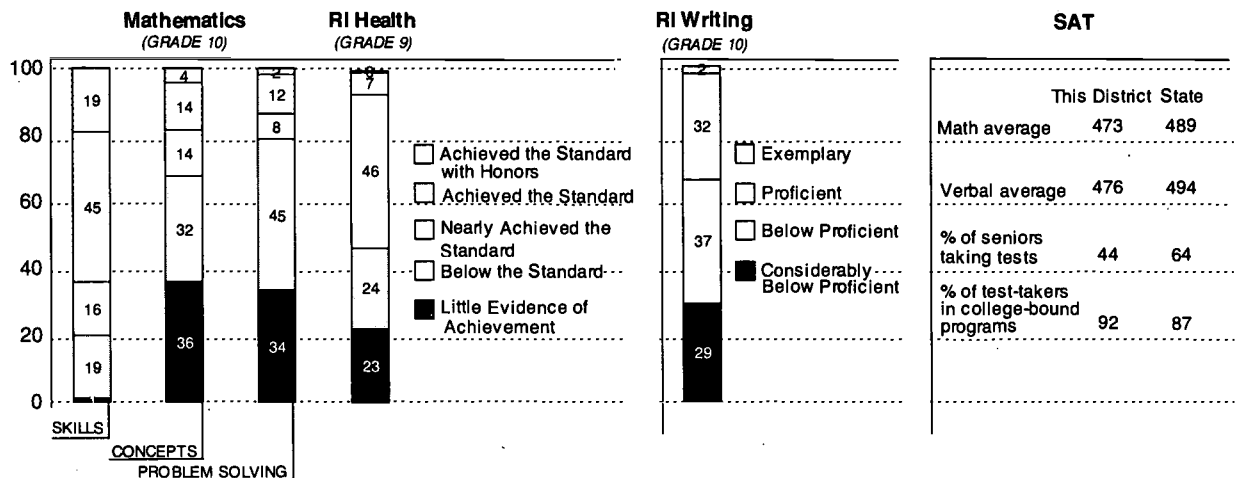 Mathematics
(GRADE 10)
RI Health
(GRADE 9)
RI Writing
(GRADE 10)
SAT
100
80
60
40
20
0
19
45
16
19
4
14
14
32
36
2
12
8
45
34
7
46
24
23
Achieved the Standard
with Honors
Achieved the Standard
Nearly Achieved the
Standard
Below the Standard
Little Evidence of
Achievement
2
32
37
29
Exemplary
Proficient
Below Proficient
Considerably
Below Proficient
This District State
Math average 473 489
Verbal average 476 494
% of seniors
taking tests 44 64
% of test-takers
in college-bound
programs 92 87
SKILLS
CONCEPTS
PROBLEM SOLVING